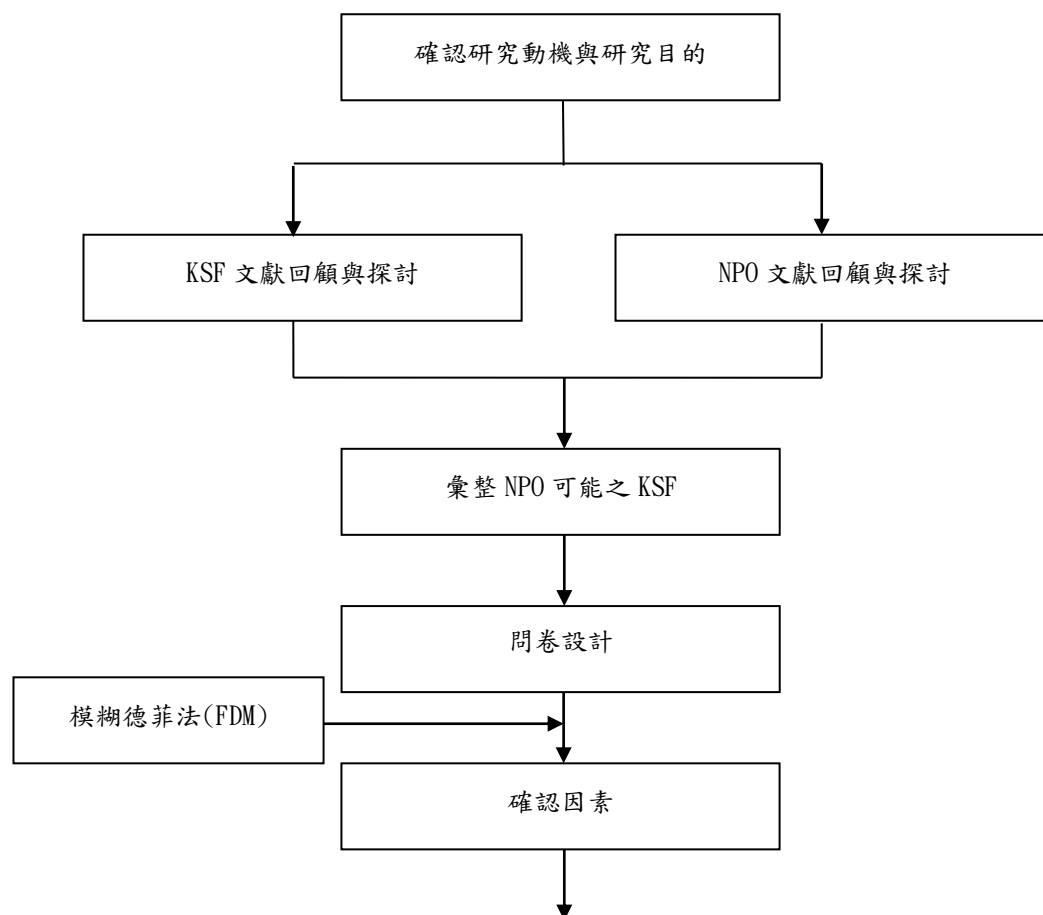 確認研究動機與研究目的
KSF 文獻回顧與探討
NPO 文獻回顧與探討
彙整 NPO 可能之 KSF
問卷設計
模糊德菲法(FDM)
確認因素